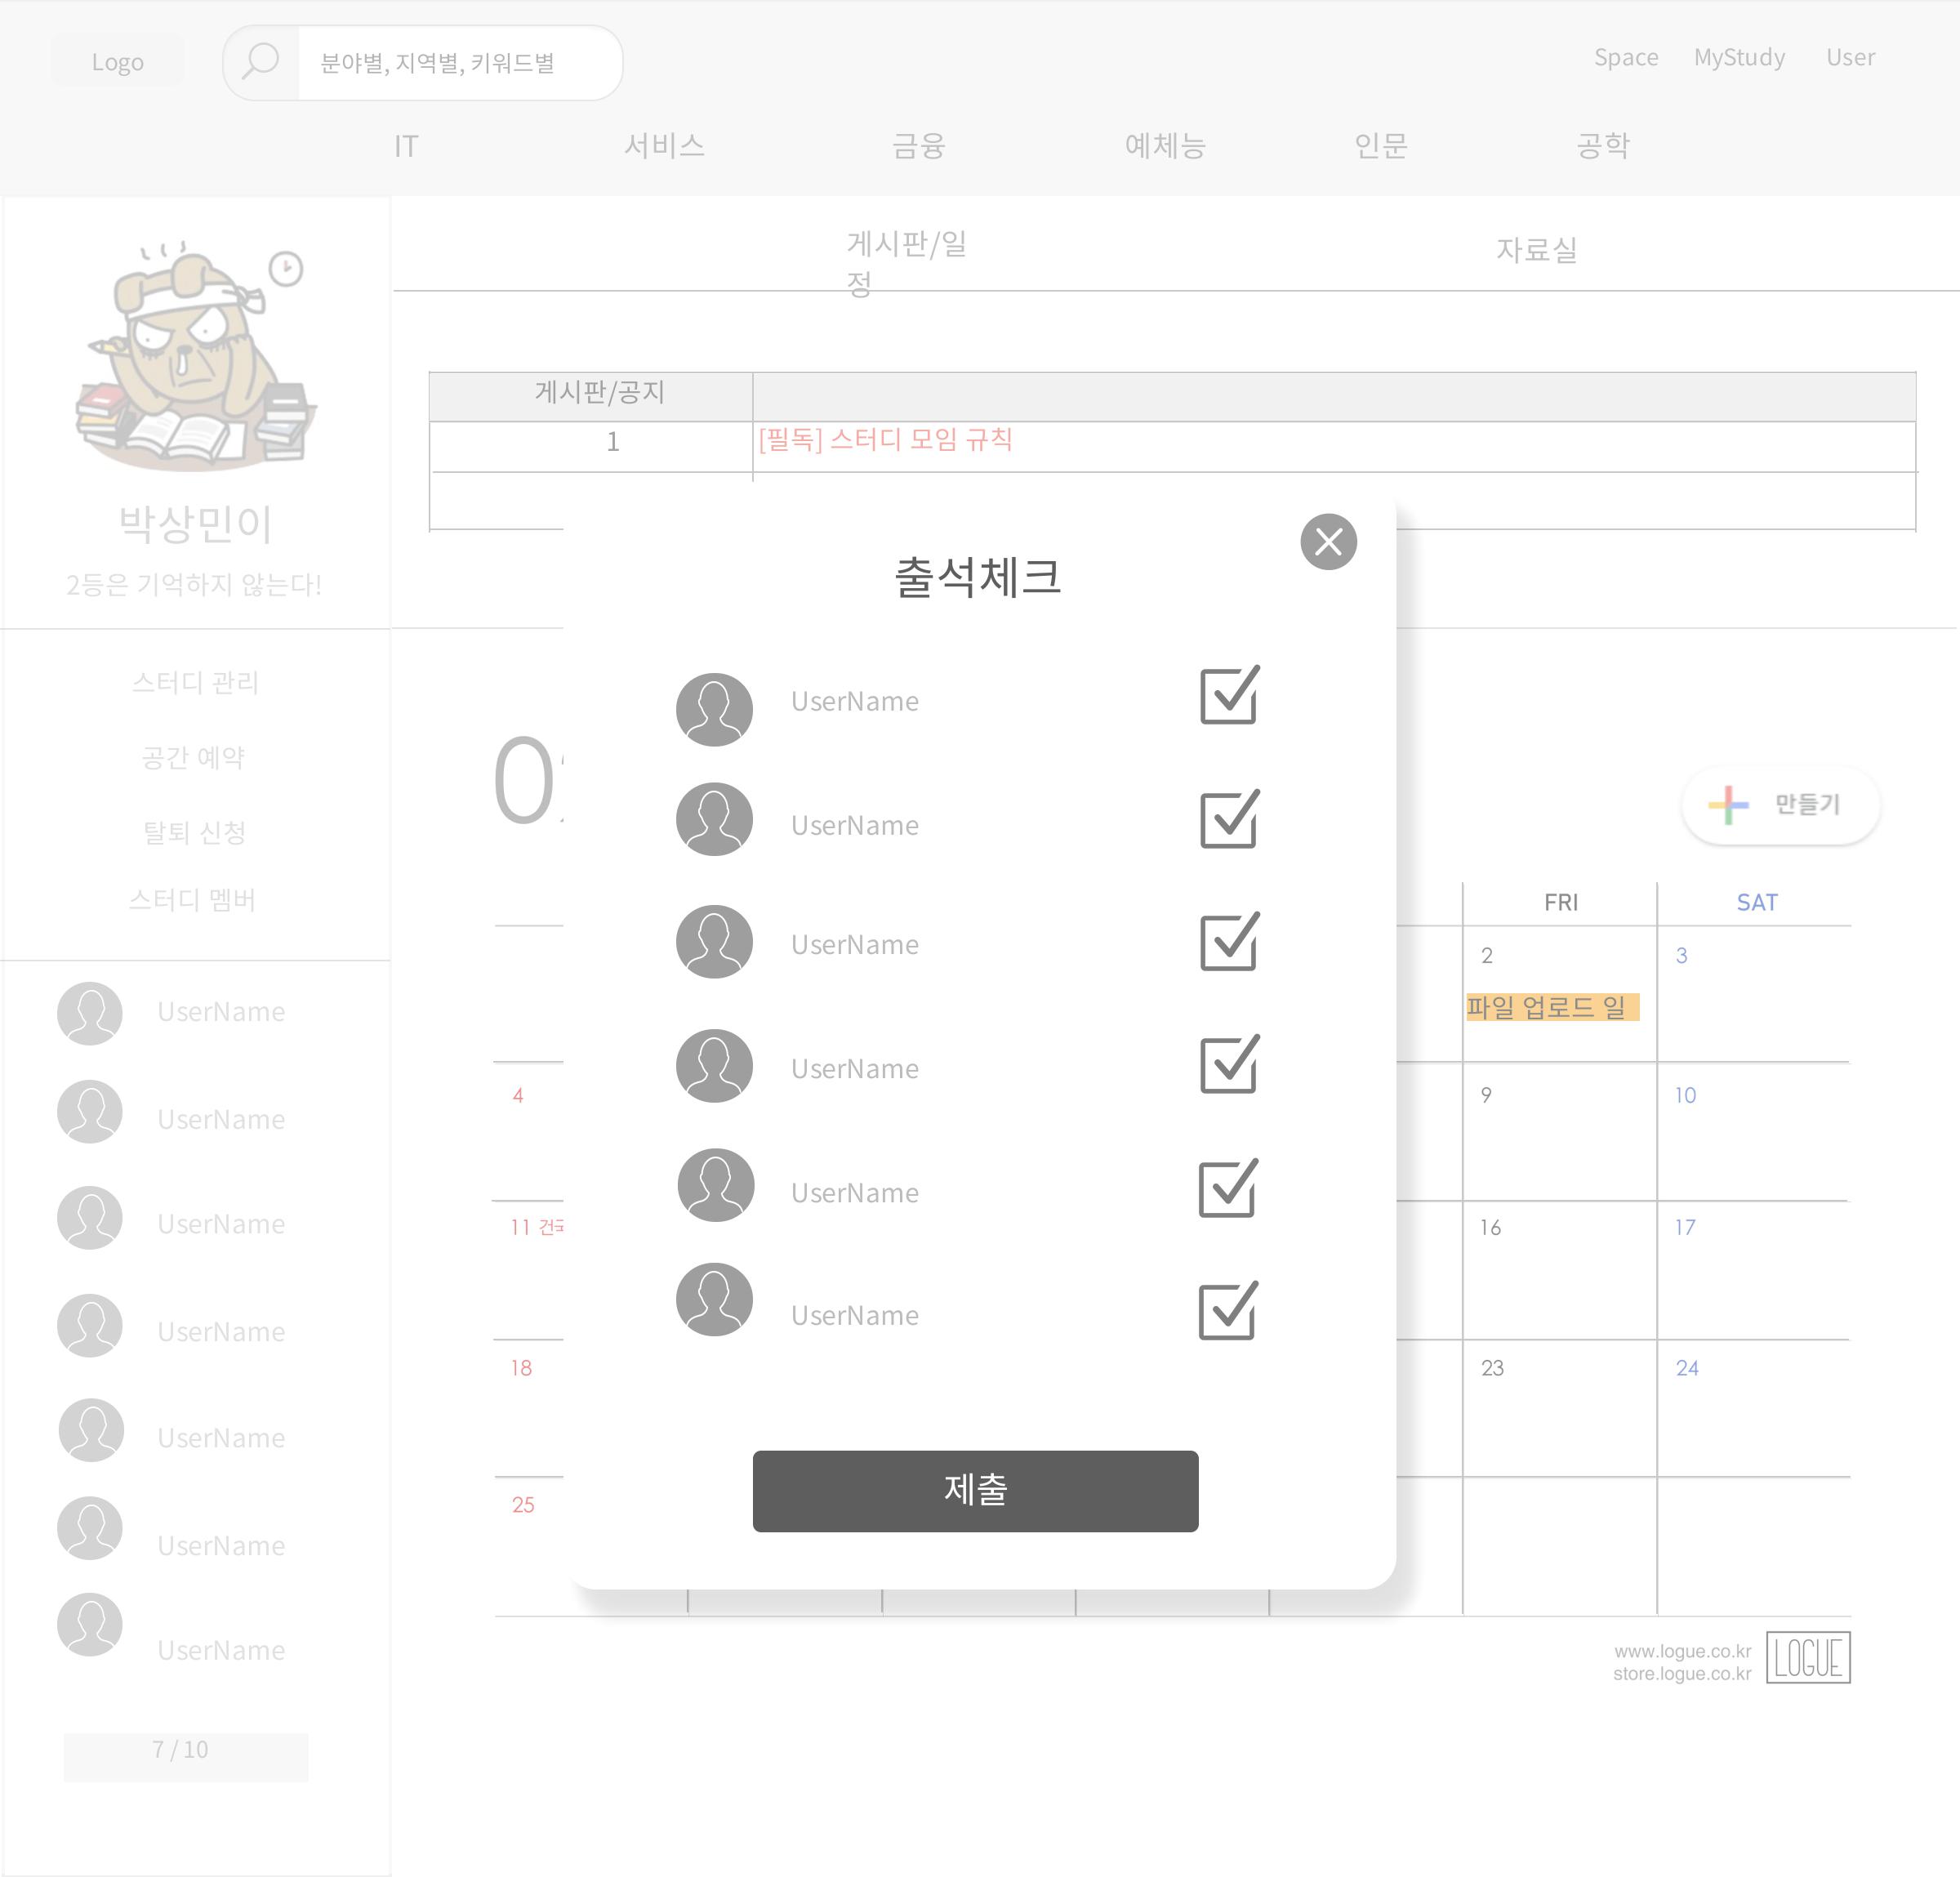 Logo
분야별, 지역별, 키워드별
Space MyStudy User
IT 서비스 금융 예체능 인문 공학
게시판/일
정
자료실
게시판/공지
1 [필독] 스터디 모임 규칙
박상민이
2등은 기억하지 않는다!
스터디 관리
공간 예약
탈퇴 신청
스터디 멤버
UserName
UserName
UserName
UserName
UserName
UserName
UserName
7 / 10
출석체크
UserName
UserName
UserName
UserName
UserName
UserName
제출
만들기
FRI SAT
2 3
파일 업로드 일
4 9 10
11 16 17
18 23 24
25
www.logue.co.kr
store.logue.co.kr
LOGUE